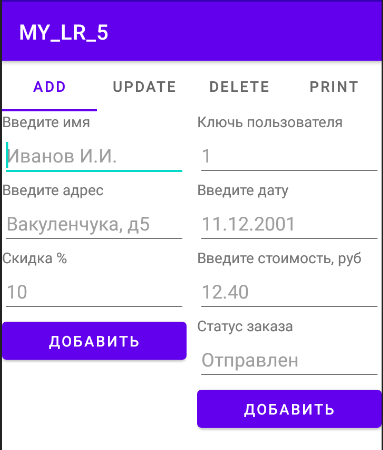 MY_LR_5
ADD UPDATE DELETE PRINT
Введите имя
Иванов И.И.
Введите адрес
Вакуленчука, д5
Скидка %
10
ДОБАВИТЬ
Ключь пользователя
1
Введите дату
11.12.2001
Введите стоимость, руб
12.40
Статус заказа
Отправлен
ДОБАВИТЬ